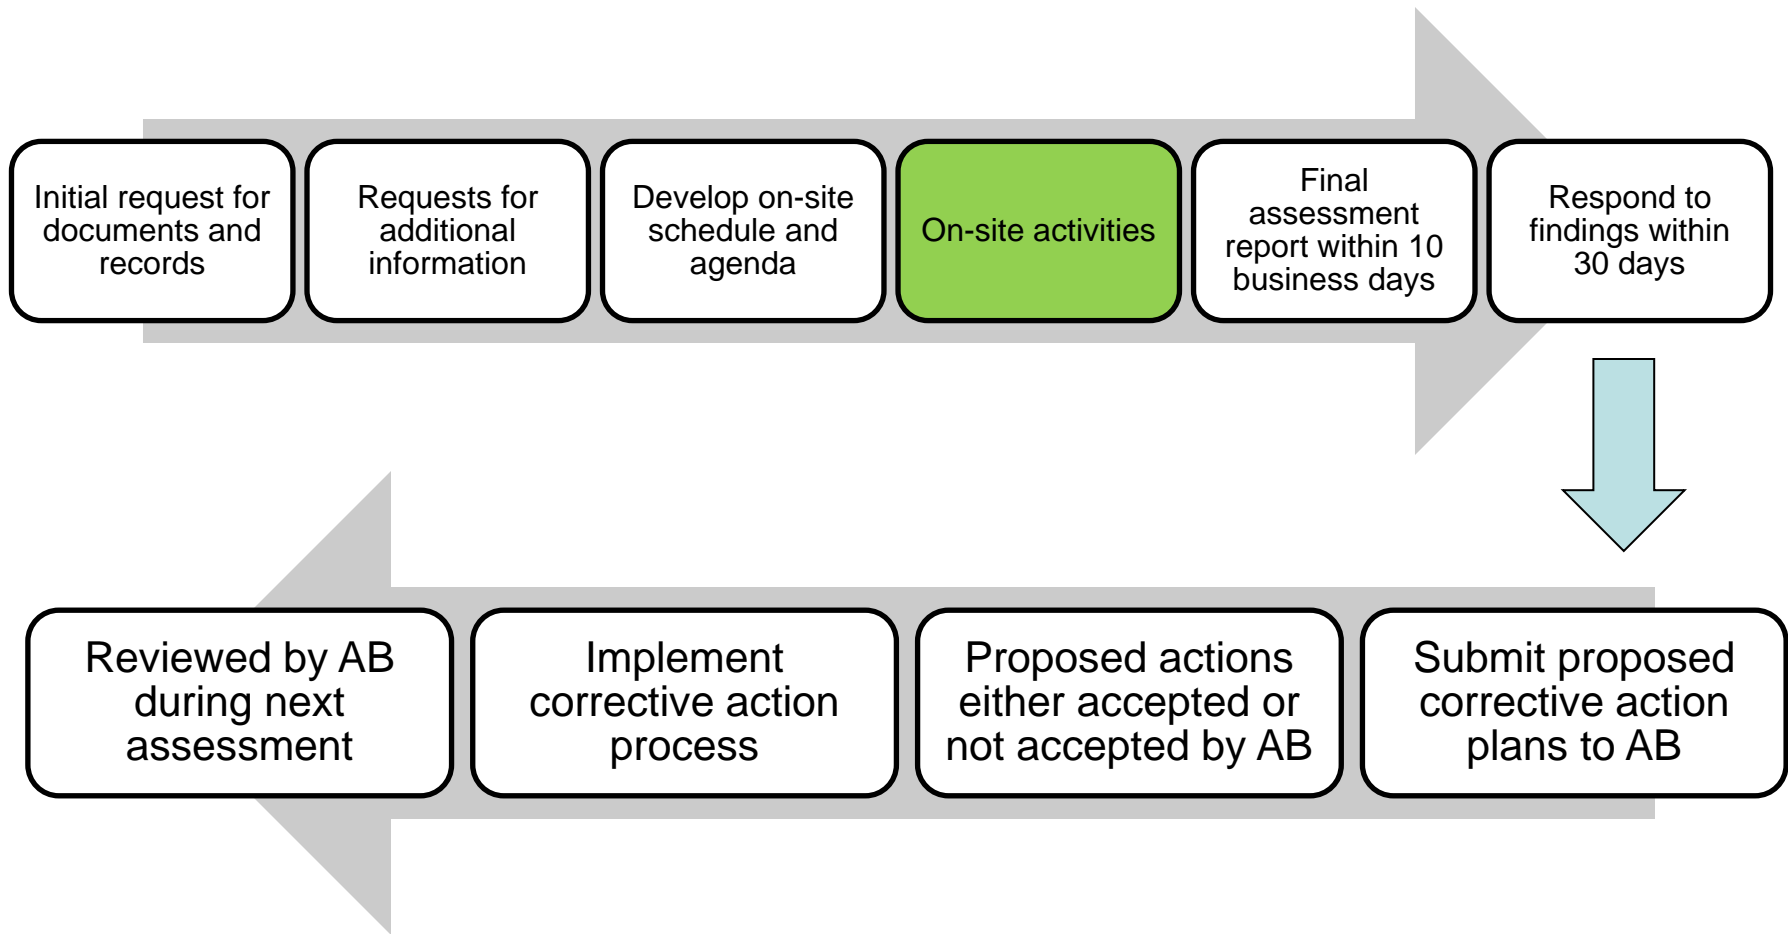 Initial request for
documents and
records
Requests for
additional
information
Develop on-site
schedule and
agenda
On-site activities
Final
assessment
report within 10
business days
Respond to
findings within
30 days
Submit proposed
corrective action
plans to AB
Proposed actions
either accepted or
not accepted by AB
Implement
corrective action
process
Reviewed by AB
during next
assessment